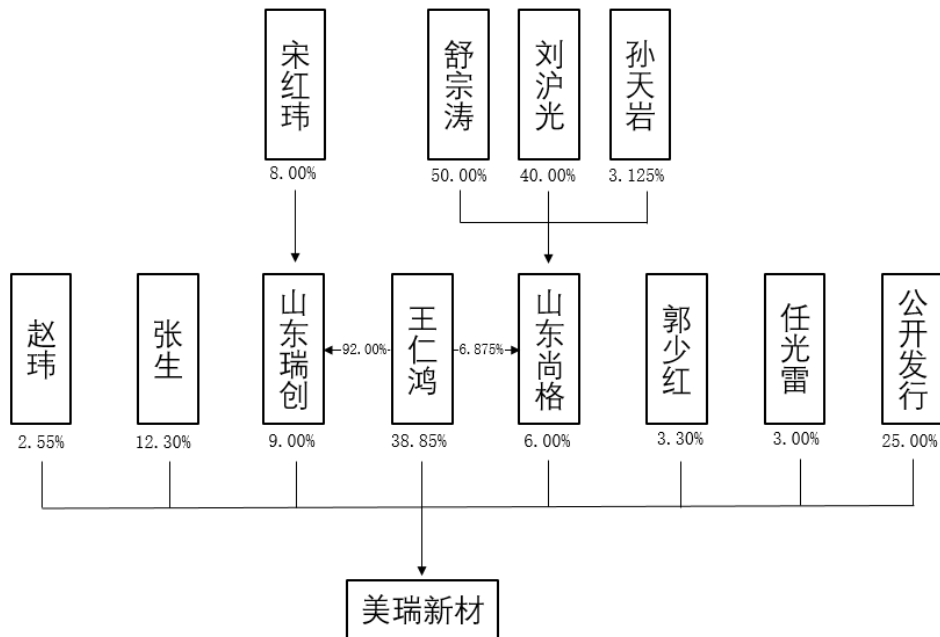 宋红玮
舒宗涛
刘沪光
孙天岩
8.00%
50.00%
40.00%
3.125%
赵玮
张生
山东瑞创
王仁鸿
山东尚格
郭少红
任光雷
公开发行
92.00%
6.875%
2.55%
12.30%
9.00%
38.85%
6.00%
3.30%
3.00%
25.00%
美瑞新材